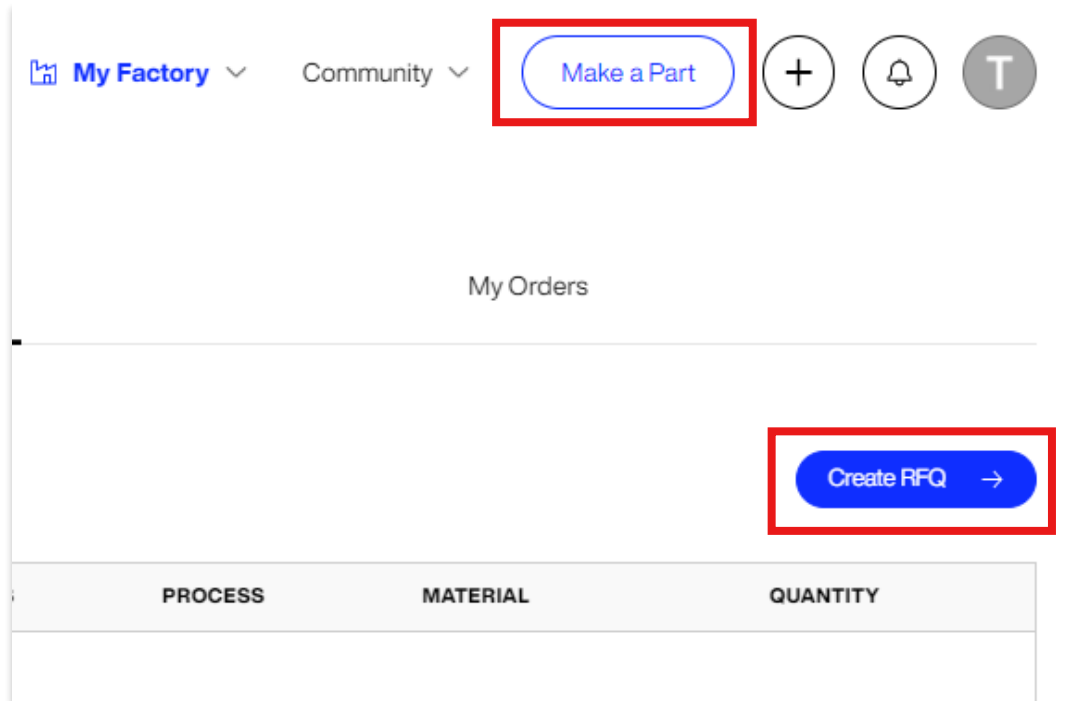 My Factory Community Make a Part T
My Orders
Create RFQ →
PROCESS MATERIAL QUANTITY